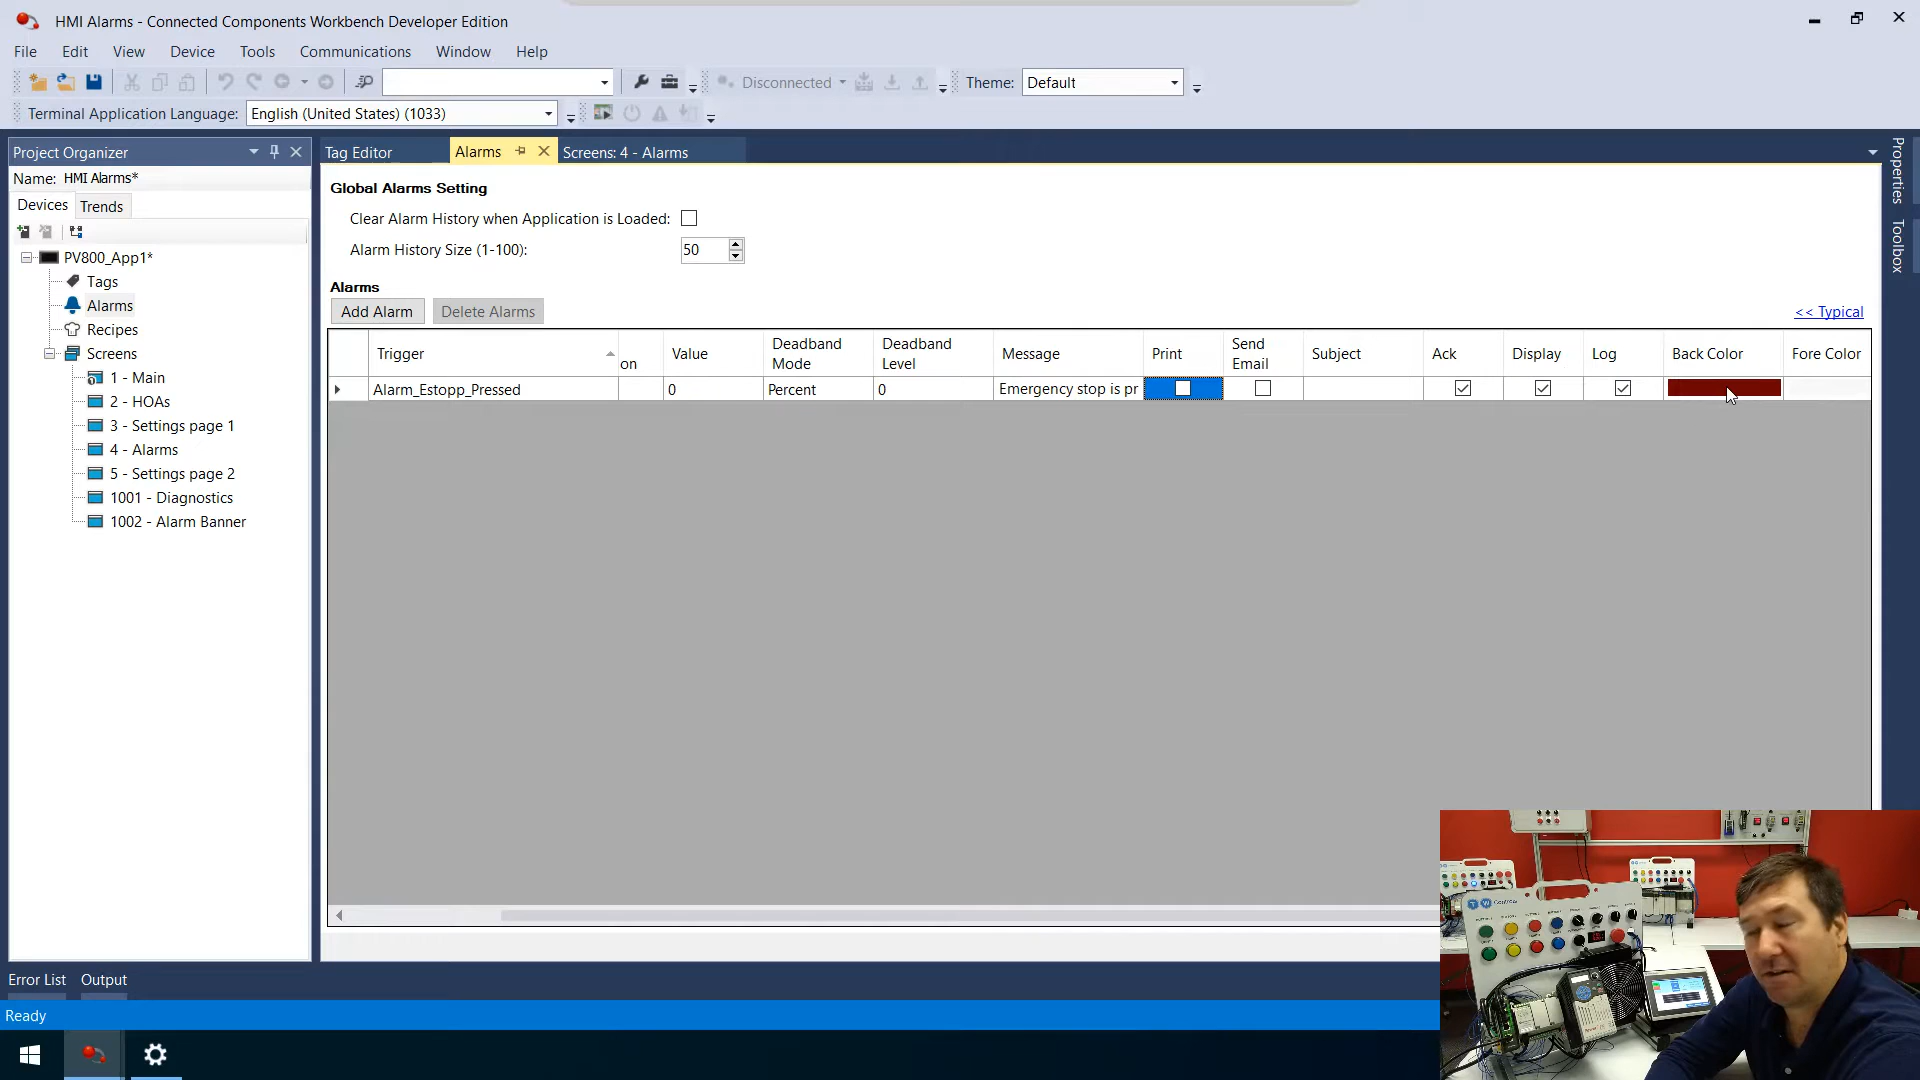 HMI Alarms - Connected Components Workbench Developer Edition
File Edit View Device Tools Communications Window Help
Disconnected Theme: Default
Terminal Application Language: English (United States) (1033)
Project Organizer
Name: HMI Alarms*
Devices Trends
PV800_App1*
Tags
Alarms
Recipes
Screens
1 - Main
2 - HOAs
3 - Settings page 1
4 - Alarms
5 - Settings page 2
1001 - Diagnostics
1002 - Alarm Banner
Tag Editor Alarms Screens: 4 - Alarms
Global Alarms Setting
Clear Alarm History when Application is Loaded:
Alarm History Size (1-100): 50
Alarms
Add Alarm Delete Alarms << Typical
Trigger on Value Deadband Mode Deadband Level Message Print Send Email Subject Ack Display Log Back Color Fore Color
Alarm_Estopp_Pressed 0 Percent 0 Emergency stop is pr
Properties
Toolbox
Error List Output
Ready